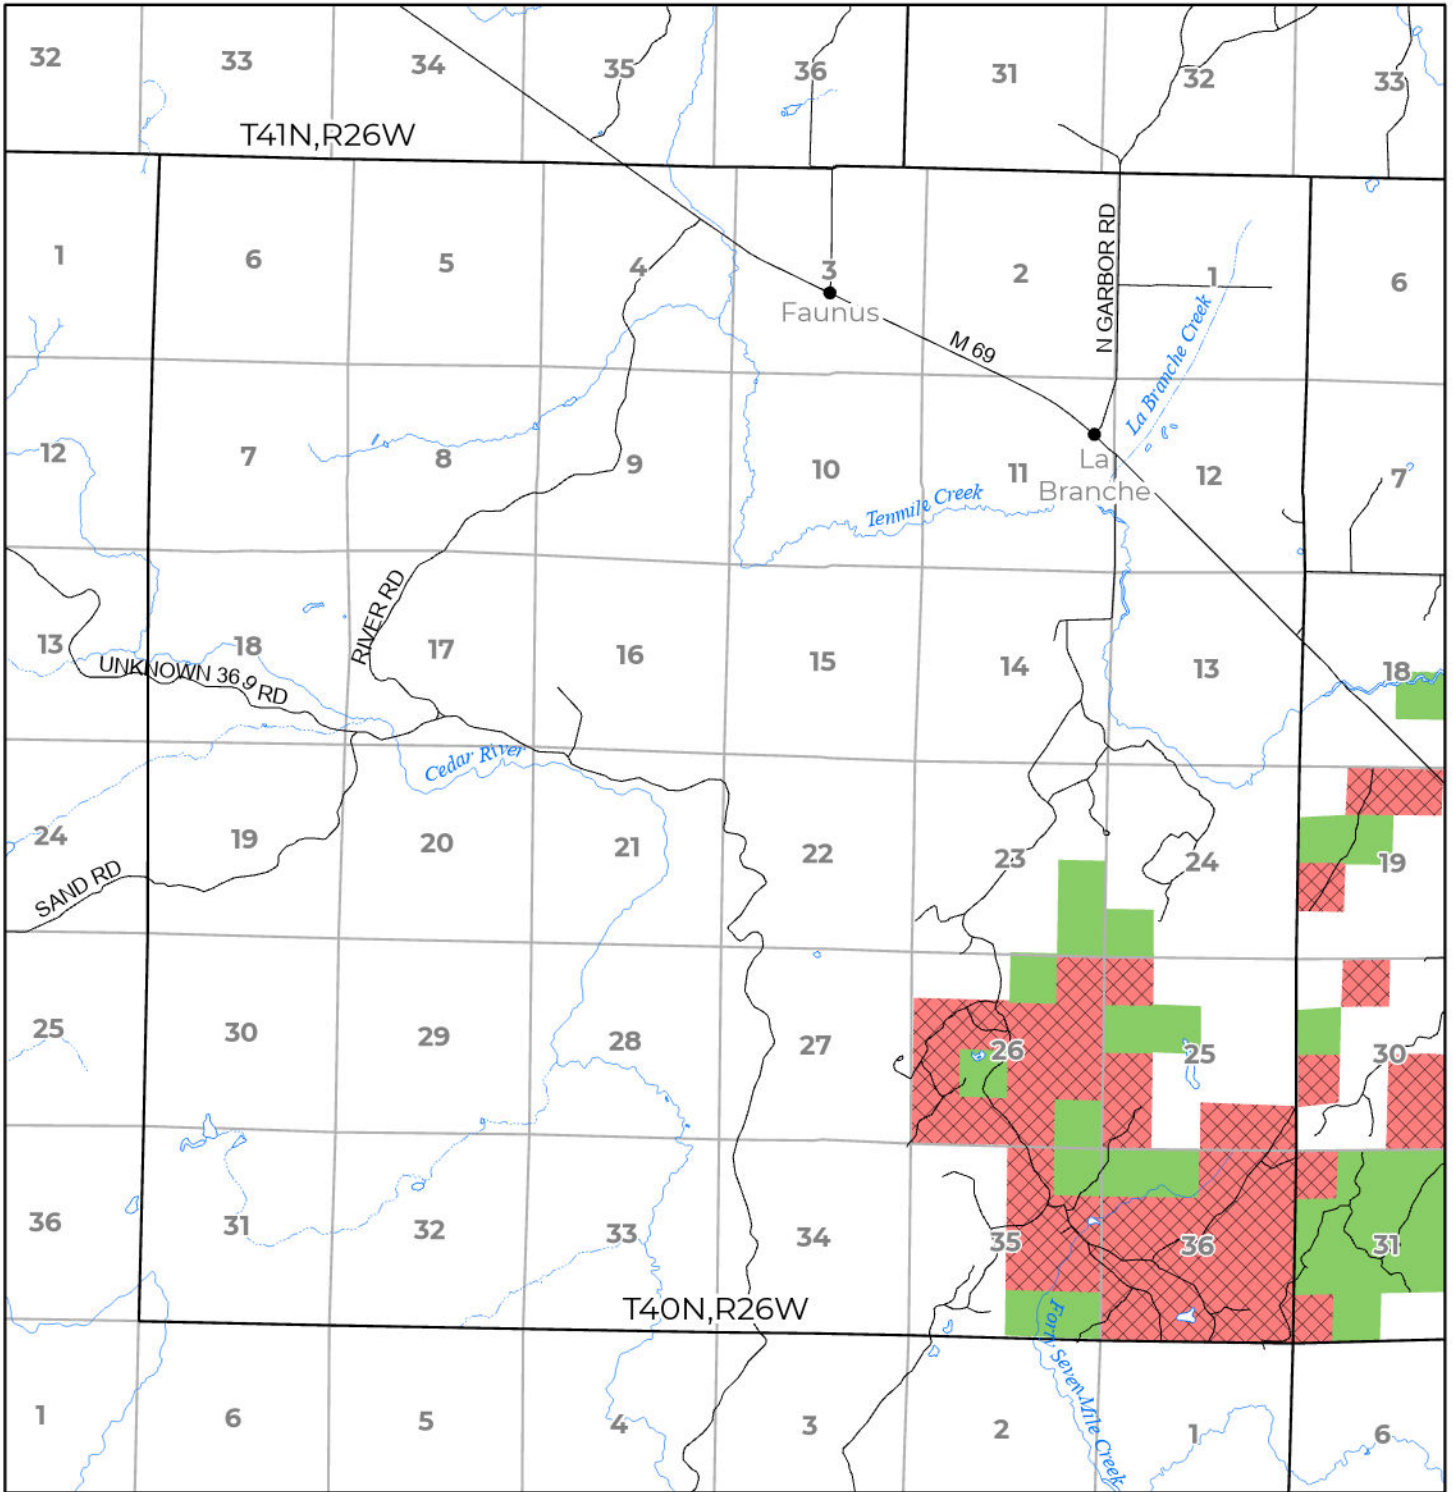 32 33 34 35 36 31 32 33
T41N,R26W
1 6 5 4 3 2 1 6
Faunus
N GARBOR RD
M 69
La Branche Creek
12 7 8 9 10 11 12 7
La
Branche
Tenmile Creek
RIVER RD
13 18 17 16 15 14 13 18
UNKNOWN 36.9 RD
Cedar River
24 19 20 21 22 23 24 19
SAND RD
25 30 29 28 27 26 25 30
36 31 32 33 34 35 36 31
T40N,R26W
Forty Seven Mile Creek
1 6 5 4 3 2 1 6